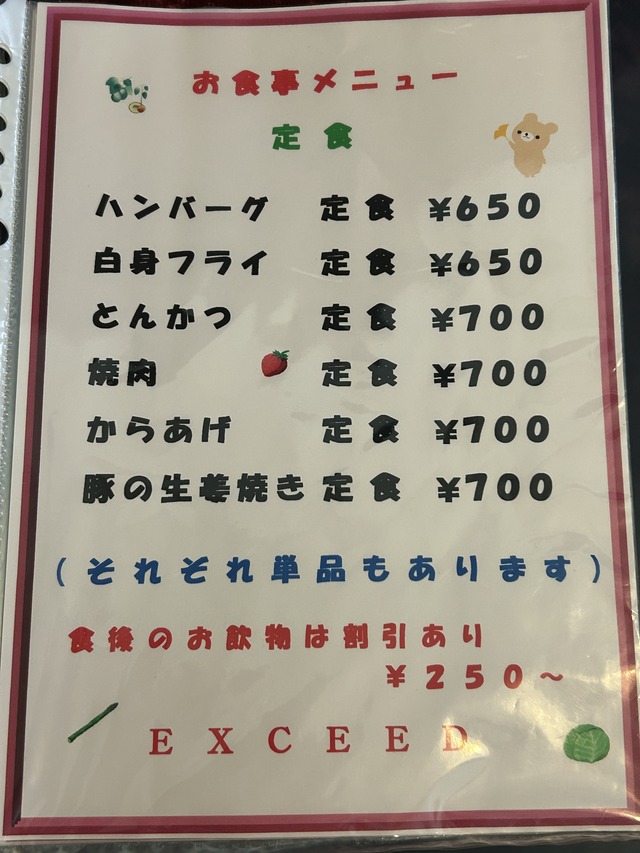 お食事メニュー
定食
ハンバーグ 定食 ¥650
白身フライ 定食 ¥650
とんかつ 定食 ¥700
焼肉 定食 ¥700
からあげ 定食 ¥700
豚の生姜焼き 定食 ¥700
(それぞれ単品もあります)
食後のお飲物は割引あり
¥250～
EXCEED